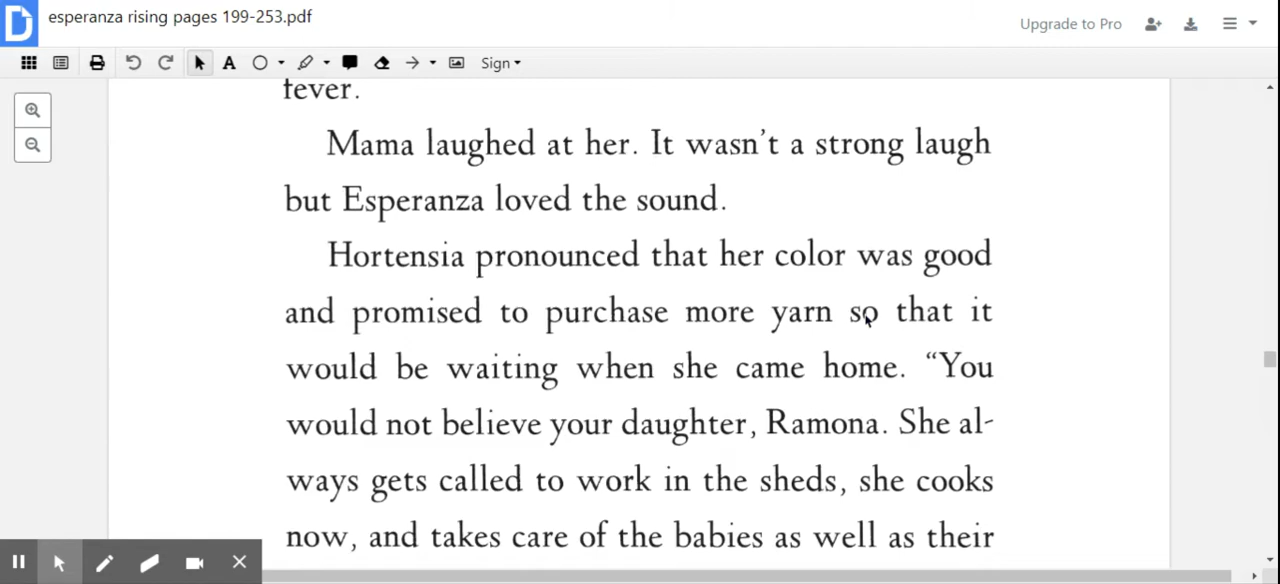 esperanza rising pages 199-253.pdf
Upgrade to Pro
A
Sign
fever.
Mama laughed at her. It wasn't a strong laugh
but Esperanza loved the sound.
Hortensia pronounced that her color was good
and promised to purchase more yarn so that it
would be waiting when she came home. “You
would not believe your daughter, Ramona. She al-
ways gets called to work in the sheds, she cooks
now, and takes care of the babies as well as their